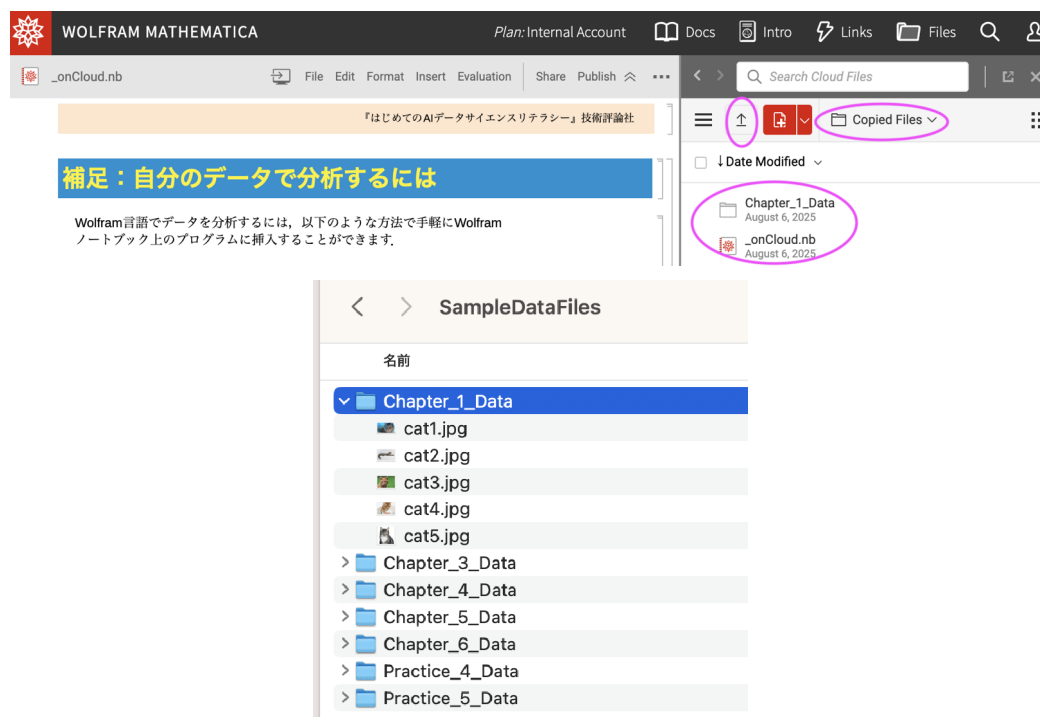 WOLFRAM MATHEMATICA
Plan: Internal Account
Docs
Intro
Links
Files
_onCloud.nb
File Edit Format Insert Evaluation Share Publish
Search Cloud Files
Copied Files
『はじめてのAIデータサイエンスリテラシー』技術評論社
補足：自分のデータで分析するには
Wolfram言語でデータを分析するには，以下のような方法で手軽にWolfram
ノートブック上のプログラムに挿入することができます．
↓Date Modified
Chapter_1_Data
August 6, 2025
_onCloud.nb
August 6, 2025
SampleDataFiles
名前
Chapter_1_Data
cat1.jpg
cat2.jpg
cat3.jpg
cat4.jpg
cat5.jpg
Chapter_3_Data
Chapter_4_Data
Chapter_5_Data
Chapter_6_Data
Practice_4_Data
Practice_5_Data